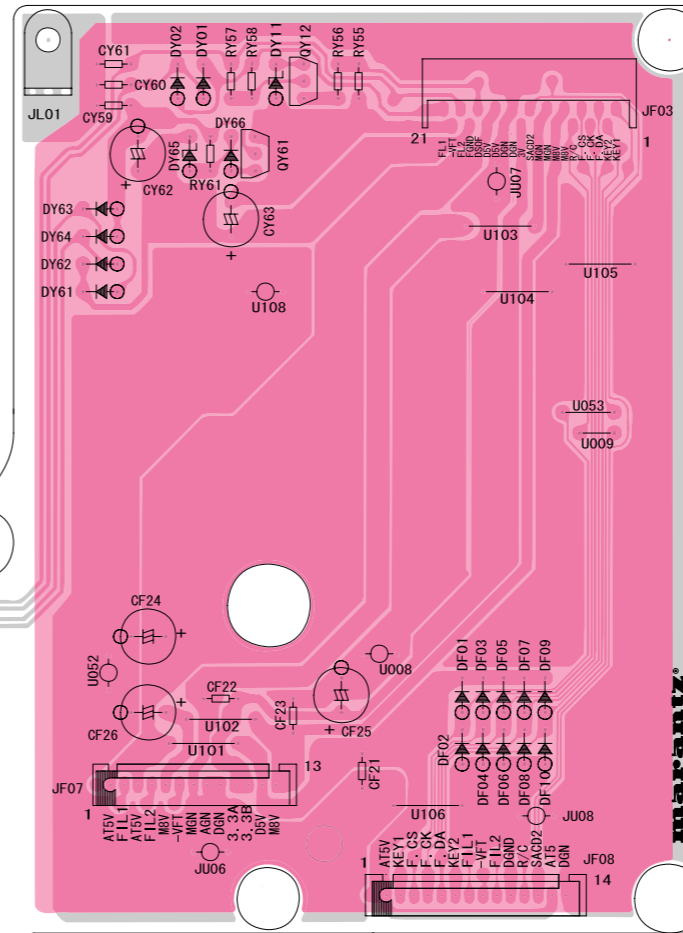 DY02
DY01
RY57
RY58
DY11
QY12
RY56
RY55
CY61
CY60
CY59
JL01
JF03
21
1
FL1
-VFT
FL2
FGND
D5V
D5V
DGN
DGN
3V
SACD2
MGN
MGN
M8V
M8V
R/C
F. CS
F. CK
F. DA
KEY2
KEY1
DY66
DY65
RY61
QY61
CY62
CY63
JU07
DY63
DY64
DY62
DY61
U103
U105
U108
U104
U053
U009
CF24
U052
U008
CF22
CF23
CF26
U102
CF25
U101
DF01
DF03
DF05
DF07
DF09
DF02
DF04
DF06
DF08
DF10
marantz®
JF07
13
1
CF21
AT5V
FIL1
AT5V
FIL2
M8V
-VFT
MGN
AGN
DGN
3. 3A
3. 3B
D5V
M8V
JU06
U106
JU08
1
AT5V
KEY1
F. CS
F. CK
F. DA
KEY2
FIL1
-VFT
FIL2
DGND
R/C
SACD2
AT5
DGN
JF08
14